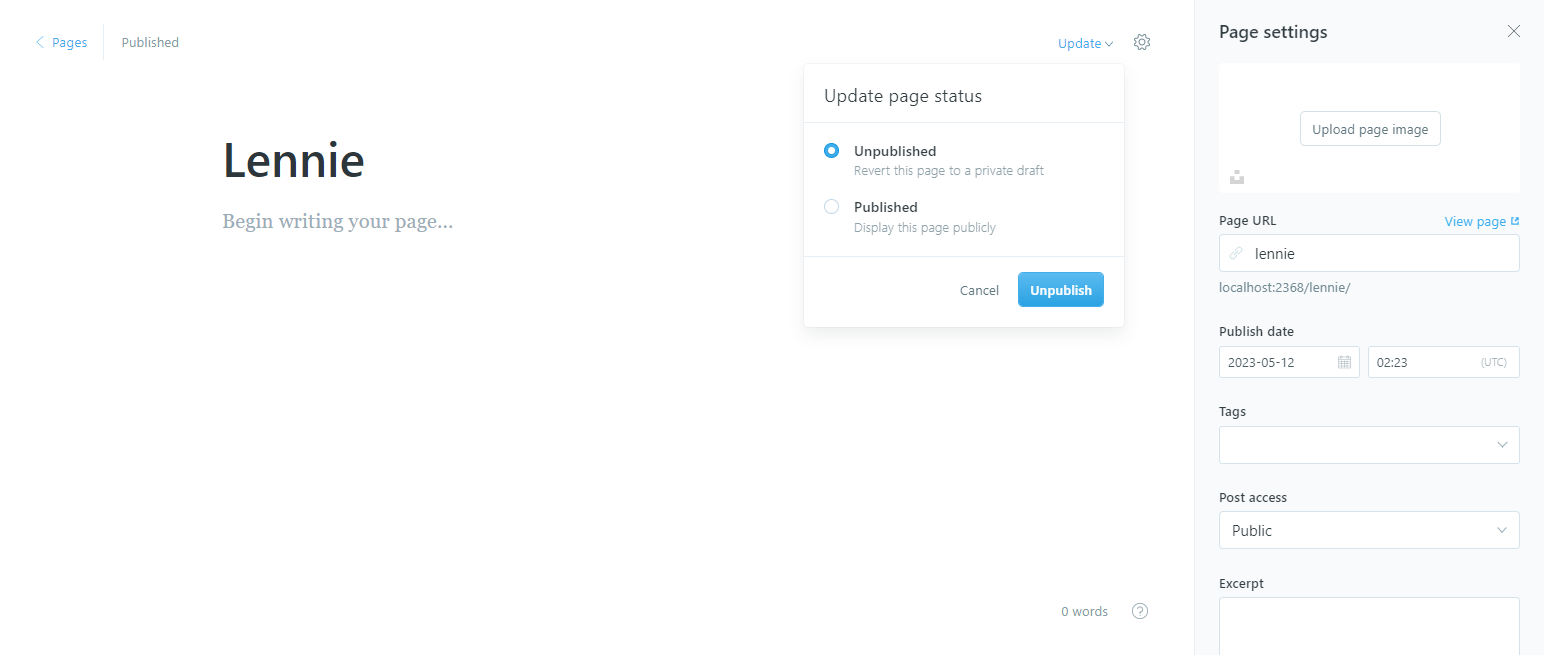 Pages
Published
Update
Update page status
Unpublished
Revert this page to a private draft
Published
Display this page publicly
Cancel
Unpublish
Lennie
Begin writing your page...
0 words
?
Page settings
Upload page image
Page URL
View page
lennie
localhost:2368/lennie/
Publish date
2023-05-12
02:23
(UTC)
Tags
Post access
Public
Excerpt